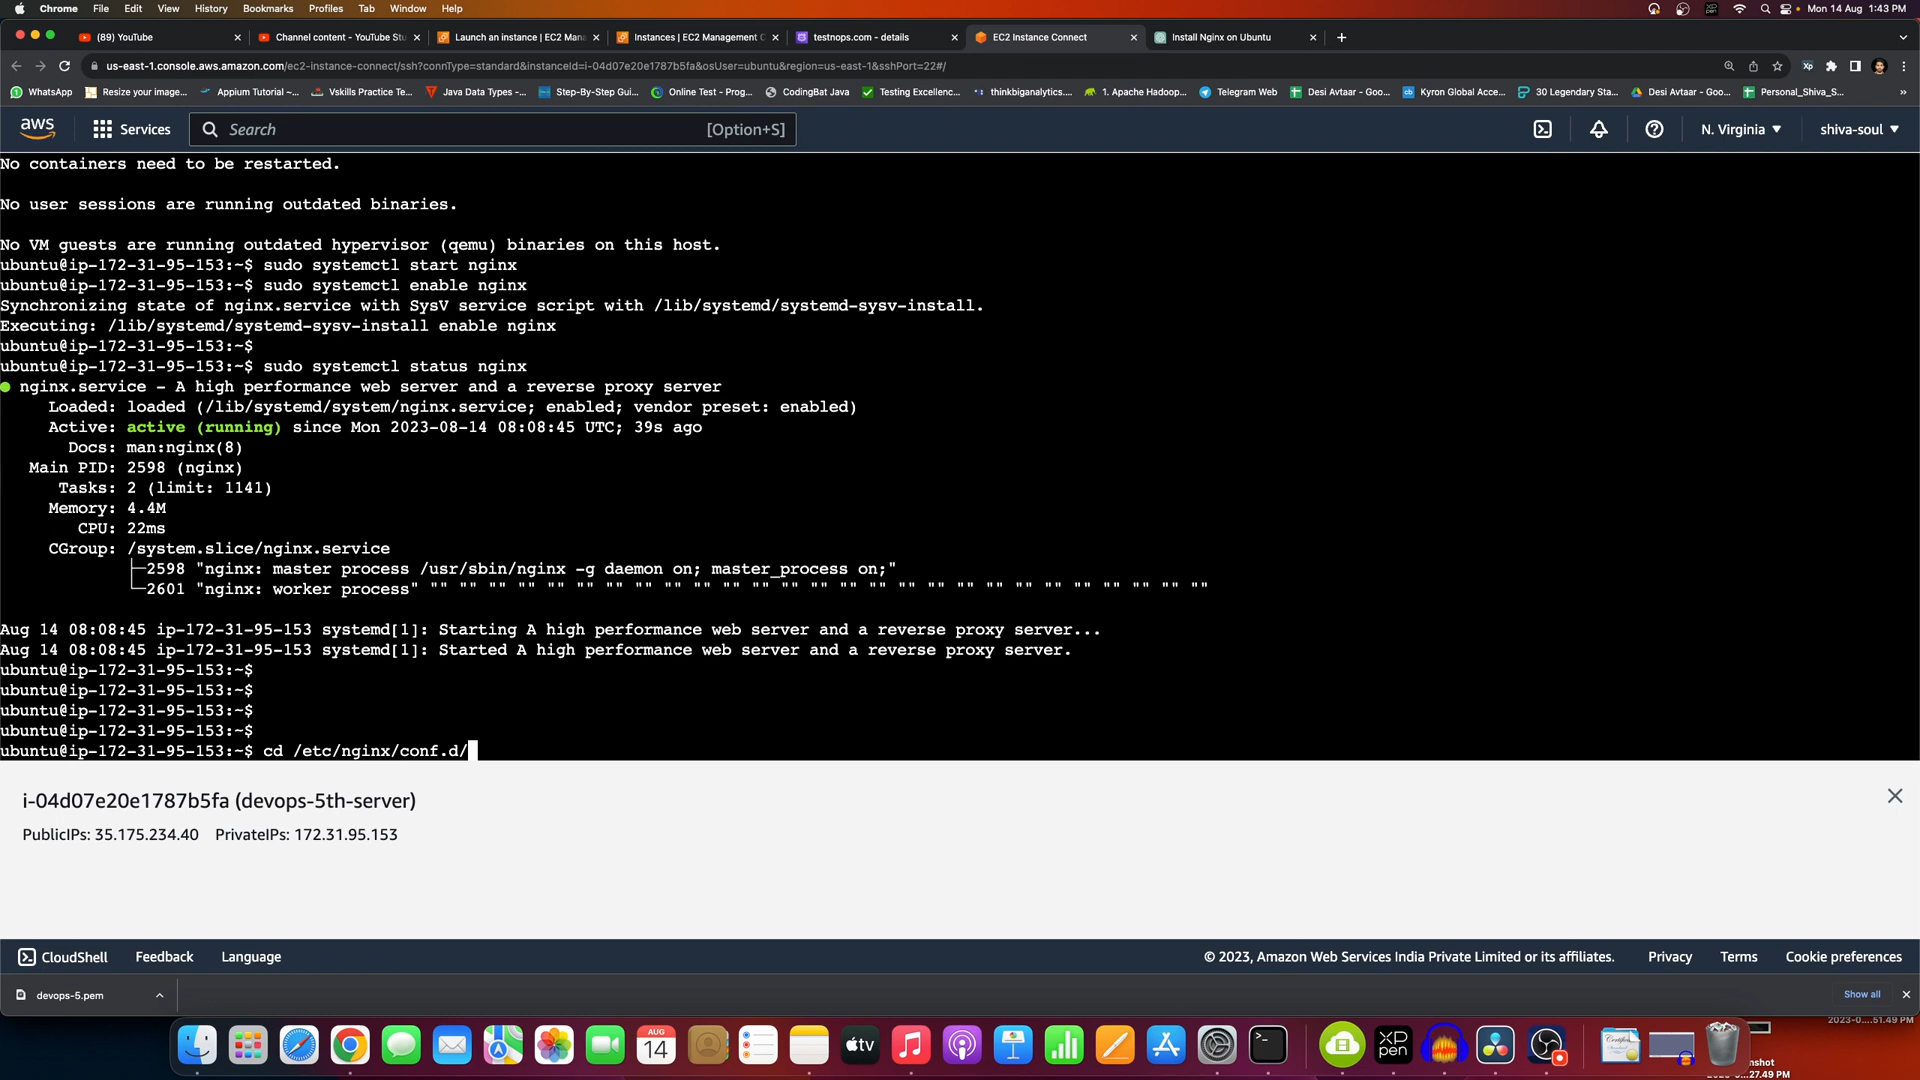 Chrome File Edit View History Bookmarks Profiles Tab Window Help Mon 14 Aug 1:43 PM
(89) YouTube
Channel content - YouTube Stu
Launch an instance | EC2 Mana
Instances | EC2 Management C
testnops.com - details
EC2 Instance Connect
Install Nginx on Ubuntu
us-east-1.console.aws.amazon.com/ec2-instance-connect/ssh?connType=standard&instanceId=i-04d07e20e1787b5fa&osUser=ubuntu&region=us-east-1&sshPort=22#/
WhatsApp
Resize your image...
Appium Tutorial ~...
Vskills Practice Te...
Java Data Types -...
Step-By-Step Gui...
Online Test - Prog...
CodingBat Java
Testing Excellenc...
thinkbiganalytics....
1. Apache Hadoop...
Telegram Web
Desi Avtaar - Goo...
Kyron Global Acce...
30 Legendary Sta...
Desi Avtaar - Goo...
Personal_Shiva_S...
aws Services Search [Option+S] N. Virginia shiva-soul
No containers need to be restarted.
No user sessions are running outdated binaries.
No VM guests are running outdated hypervisor (qemu) binaries on this host.
ubuntu@ip-172-31-95-153:~$ sudo systemctl start nginx
ubuntu@ip-172-31-95-153:~$ sudo systemctl enable nginx
Synchronizing state of nginx.service with SysV service script with /lib/systemd/systemd-sysv-install.
Executing: /lib/systemd/systemd-sysv-install enable nginx
ubuntu@ip-172-31-95-153:~$
ubuntu@ip-172-31-95-153:~$ sudo systemctl status nginx
● nginx.service - A high performance web server and a reverse proxy server
Loaded: loaded (/lib/systemd/system/nginx.service; enabled; vendor preset: enabled)
Active: active (running) since Mon 2023-08-14 08:08:45 UTC; 39s ago
Docs: man:nginx(8)
Main PID: 2598 (nginx)
Tasks: 2 (limit: 1141)
Memory: 4.4M
CPU: 22ms
CGroup: /system.slice/nginx.service
├─2598 "nginx: master process /usr/sbin/nginx -g daemon on; master_process on;"
└─2601 "nginx: worker process" "" "" "" "" "" "" "" "" "" "" "" "" "" "" "" "" "" "" "" "" "" "" "" "" "" "" ""
Aug 14 08:08:45 ip-172-31-95-153 systemd[1]: Starting A high performance web server and a reverse proxy server...
Aug 14 08:08:45 ip-172-31-95-153 systemd[1]: Started A high performance web server and a reverse proxy server.
ubuntu@ip-172-31-95-153:~$
ubuntu@ip-172-31-95-153:~$
ubuntu@ip-172-31-95-153:~$
ubuntu@ip-172-31-95-153:~$
ubuntu@ip-172-31-95-153:~$ cd /etc/nginx/conf.d/
i-04d07e20e1787b5fa (devops-5th-server)
PublicIPs: 35.175.234.40 PrivateIPs: 172.31.95.153
CloudShell Feedback Language © 2023, Amazon Web Services India Private Limited or its affiliates. Privacy Terms Cookie preferences
devops-5.pem Show all
AUG
14
tv
XP
pen